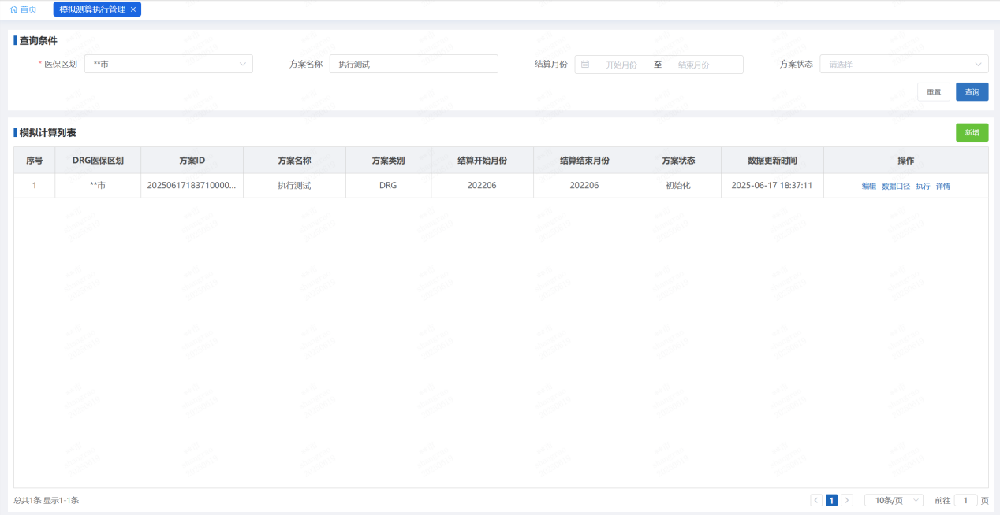 首页 模拟测算执行管理 ×
查询条件
* 医保区划 **市 方案名称 执行测试 结算月份 开始月份 至 结束月份 方案状态 请选择
重置 查询
模拟计算列表 新增
序号 DRG医保区划 方案ID 方案名称 方案类别 结算开始月份 结算结束月份 方案状态 数据更新时间 操作
1 **市 20250617183710000... 执行测试 DRG 202206 202206 初始化 2025-06-17 18:37:11 编辑 数据口径 执行 详情
总共1条 显示1-1条 < 1 > 10条/页 前往 1 页